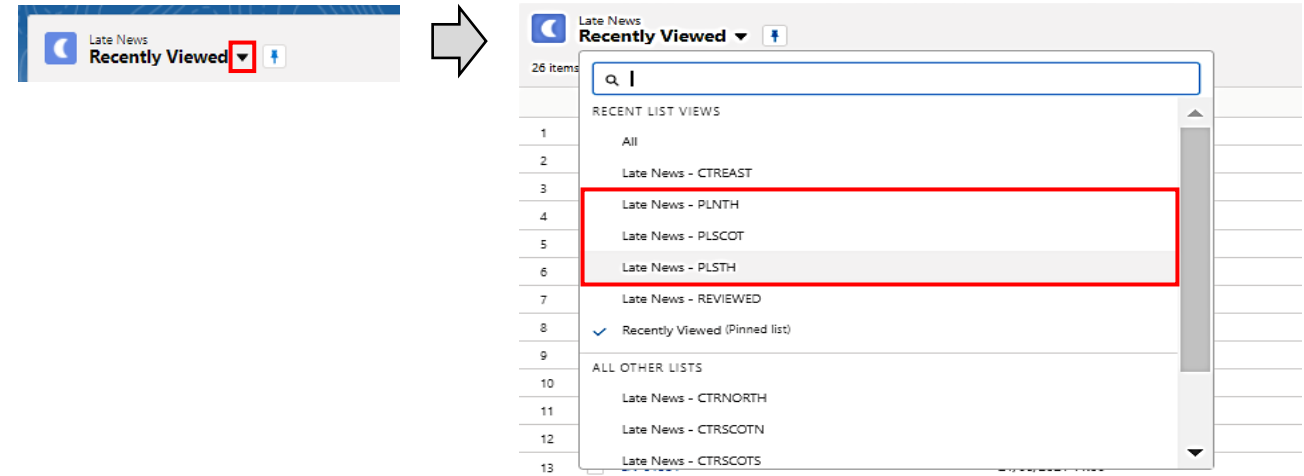 Late News
Recently Viewed
Late News
Recently Viewed
26 items
RECENT LIST VIEWS
1
All
2
Late News - CTREAST
3
Late News - PLNTH
4
Late News - PLSCOT
5
Late News - PLSTH
6
Late News - REVIEWED
7
8
Recently Viewed (Pinned list)
9
ALL OTHER LISTS
10
Late News - CTRNORTH
11
Late News - CTRSCOTN
12
Late News - CTRSCOTS
13